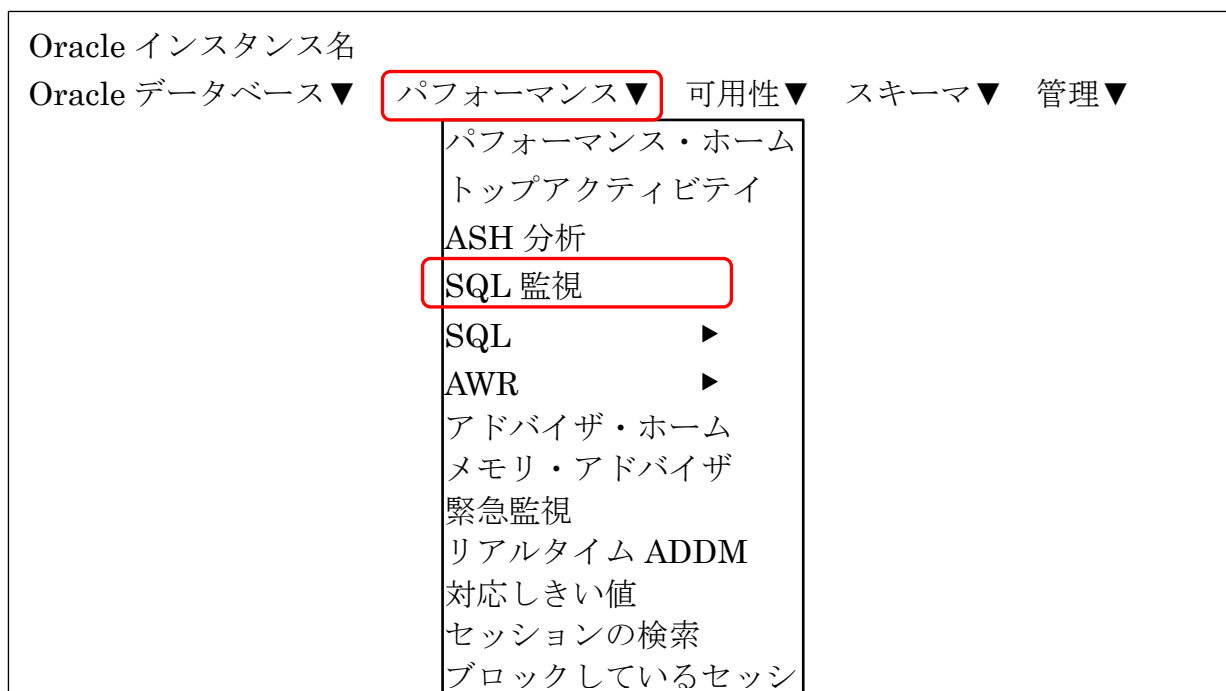 Oracle インスタンス名
Oracle データベース▼ パフォーマンス▼ 可用性▼ スキーマ▼ 管理▼
パフォーマンス・ホーム
トップアクティビテイ
ASH 分析
SQL 監視
SQL ▶
AWR ▶
アドバイザ・ホーム
メモリ・アドバイザ
緊急監視
リアルタイム ADDM
対応しきい値
セッションの検索
ブロックしているセッシ